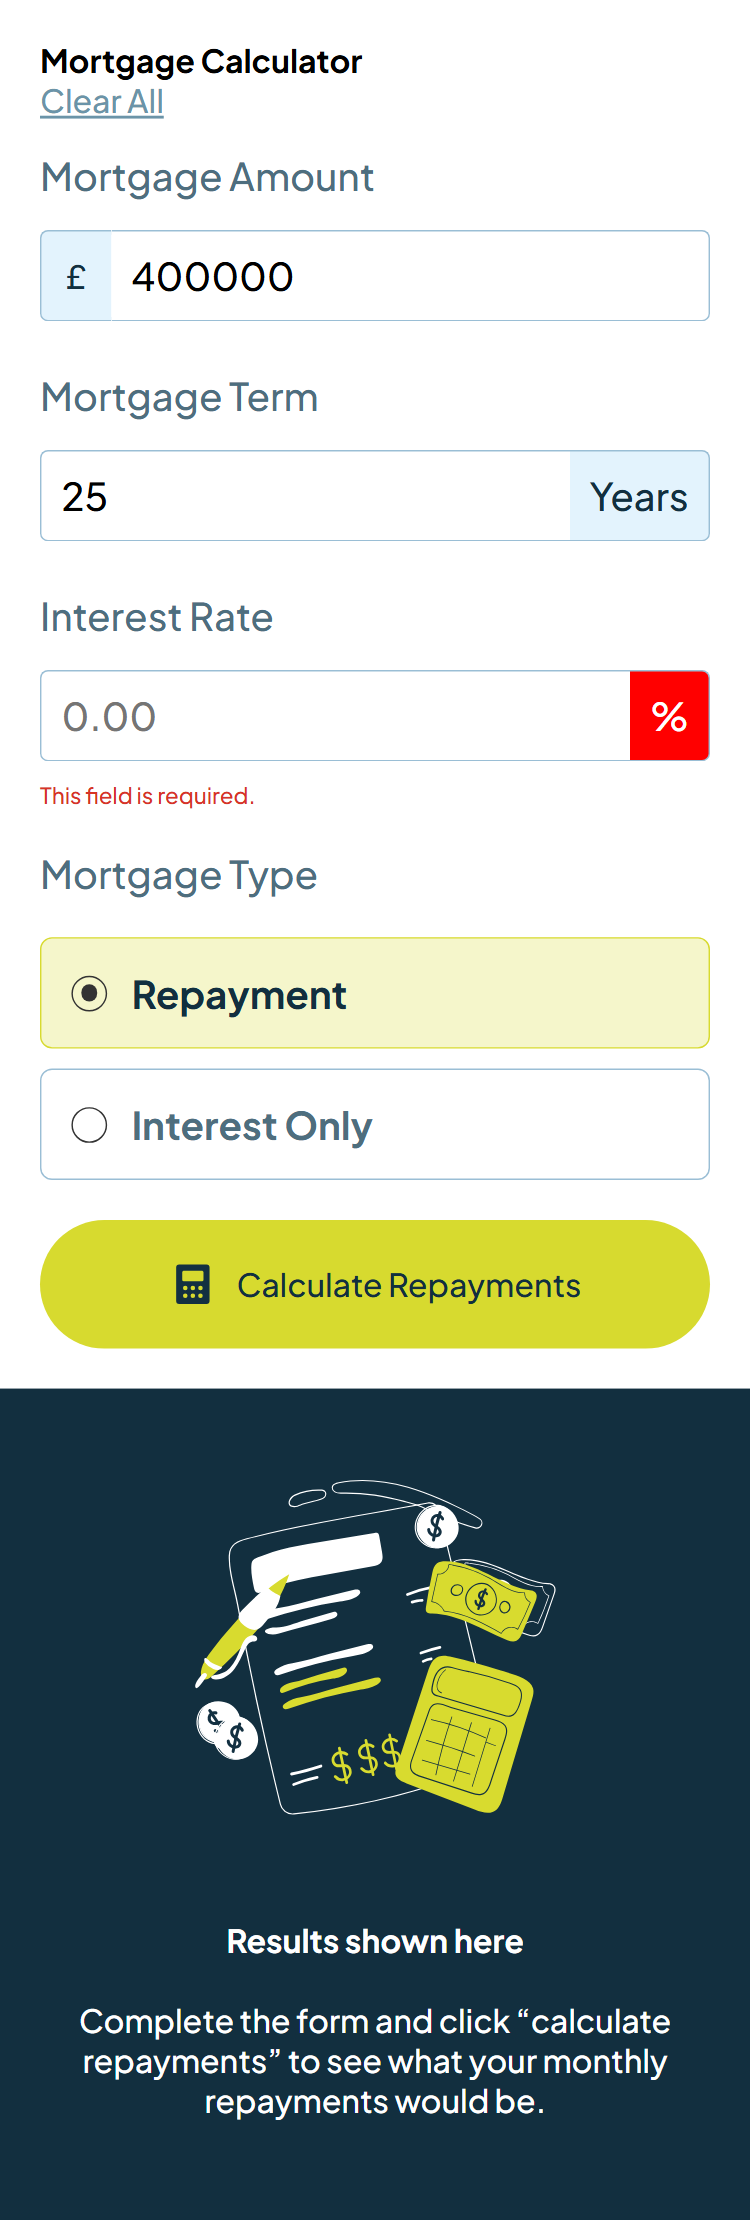 Mortgage Calculator
Clear All
Mortgage Amount
£ 400000
Mortgage Term
25 Years
Interest Rate
0.00 %
This field is required.
Mortgage Type
Repayment
Interest Only
Calculate Repayments
$
$
$ $
$$$
Results shown here
Complete the form and click “calculate
repayments” to see what your monthly
repayments would be.